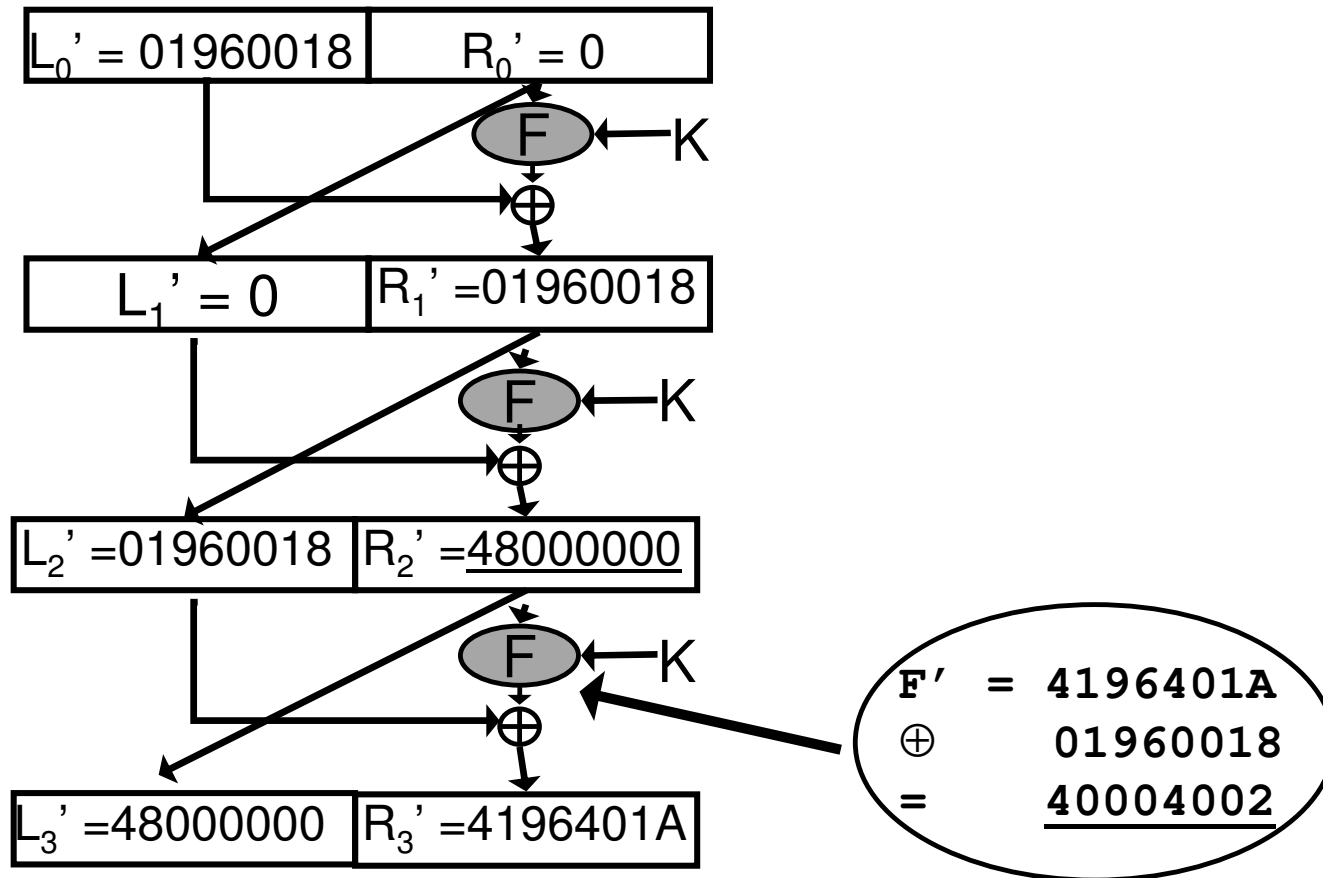 L₀’ = 01960018 R₀’ = 0
F K
⊕
L₁’ = 0 R₁’ =01960018
F K
⊕
L₂’ =01960018 R₂’ =48000000
F K
⊕
L₃’ =48000000 R₃’ =4196401A
F′ = 4196401A
⊕ 01960018
= 40004002